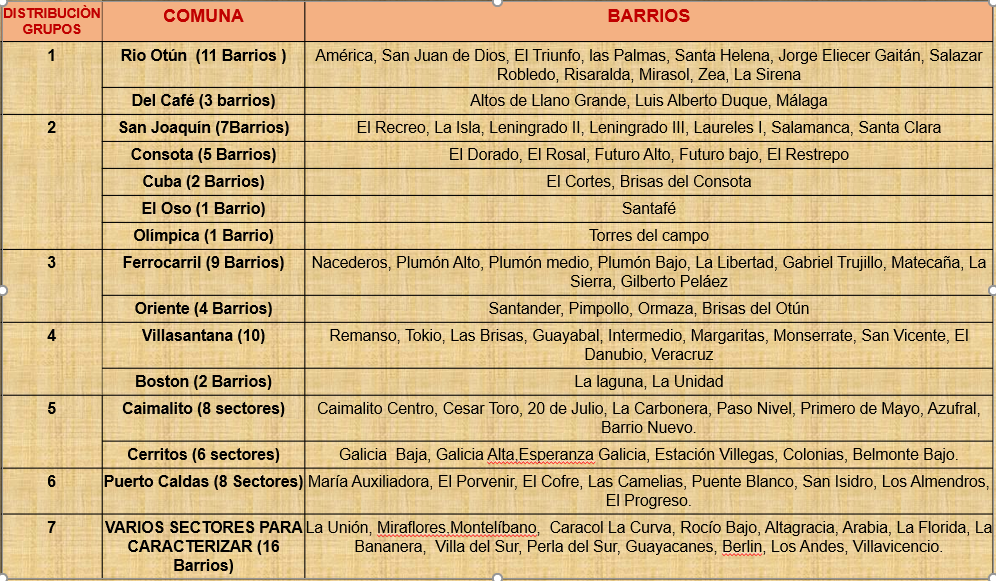 DISTRIBUCIÒN
GRUPOS
COMUNA
BARRIOS
1
Rio Otún (11 Barrios )
América, San Juan de Dios, El Triunfo, las Palmas, Santa Helena, Jorge Eliecer Gaitán, Salazar
Robledo, Risaralda, Mirasol, Zea, La Sirena
Del Café (3 barrios)
Altos de Llano Grande, Luis Alberto Duque, Málaga
2
San Joaquín (7Barrios)
El Recreo, La Isla, Leningrado II, Leningrado III, Laureles I, Salamanca, Santa Clara
Consota (5 Barrios)
El Dorado, El Rosal, Futuro Alto, Futuro bajo, El Restrepo
Cuba (2 Barrios)
El Cortes, Brisas del Consota
El Oso (1 Barrio)
Santafé
Olimpica (1 Barrio)
Torres del campo
3
Ferrocarril (9 Barrios)
Nacederos, Plumón Alto, Plumón medio, Plumón Bajo, La Libertad, Gabriel Trujillo, Matecaña, La
Sierra, Gilberto Peláez
Oriente (4 Barrios)
Santander, Pimpollo, Ormaza, Brisas del Otún
4
Villasantana (10)
Remanso, Tokio, Las Brisas, Guayabal, Intermedio, Margaritas, Monserrate, San Vicente, El
Danubio, Veracruz
Boston (2 Barrios)
La laguna, La Unidad
5
Caimalito (8 sectores)
Caimalito Centro, Cesar Toro, 20 de Julio, La Carbonera, Paso Nivel, Primero de Mayo, Azufral,
Barrio Nuevo.
Cerritos (6 sectores)
Galicia Baja, Galicia Alta,Esperanza Galicia, Estación Villegas, Colonias, Belmonte Bajo.
6
Puerto Caldas (8 Sectores)
María Auxiliadora, El Porvenir, El Cofre, Las Camelias, Puente Blanco, San Isidro, Los Almendros,
El Progreso.
7
VARIOS SECTORES PARA
CARACTERIZAR (16
Barrios)
La Unión, Miraflores,Montelíbano, Caracol La Curva, Rocío Bajo, Altagracia, Arabia, La Florida, La
Bananera, Villa del Sur, Perla del Sur, Guayacanes, Berlin, Los Andes, Villavicencio.